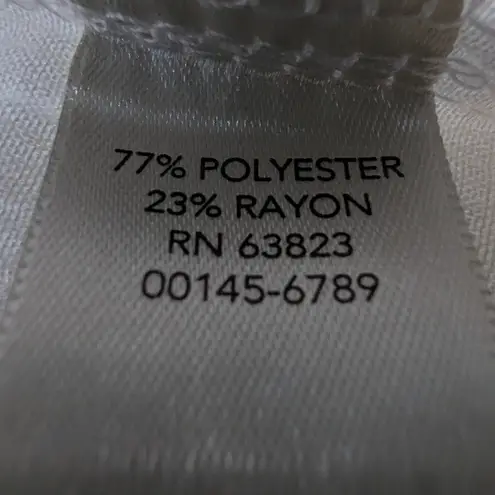 77% POLYESTER
23% RAYON
RN 63823
00145-6789